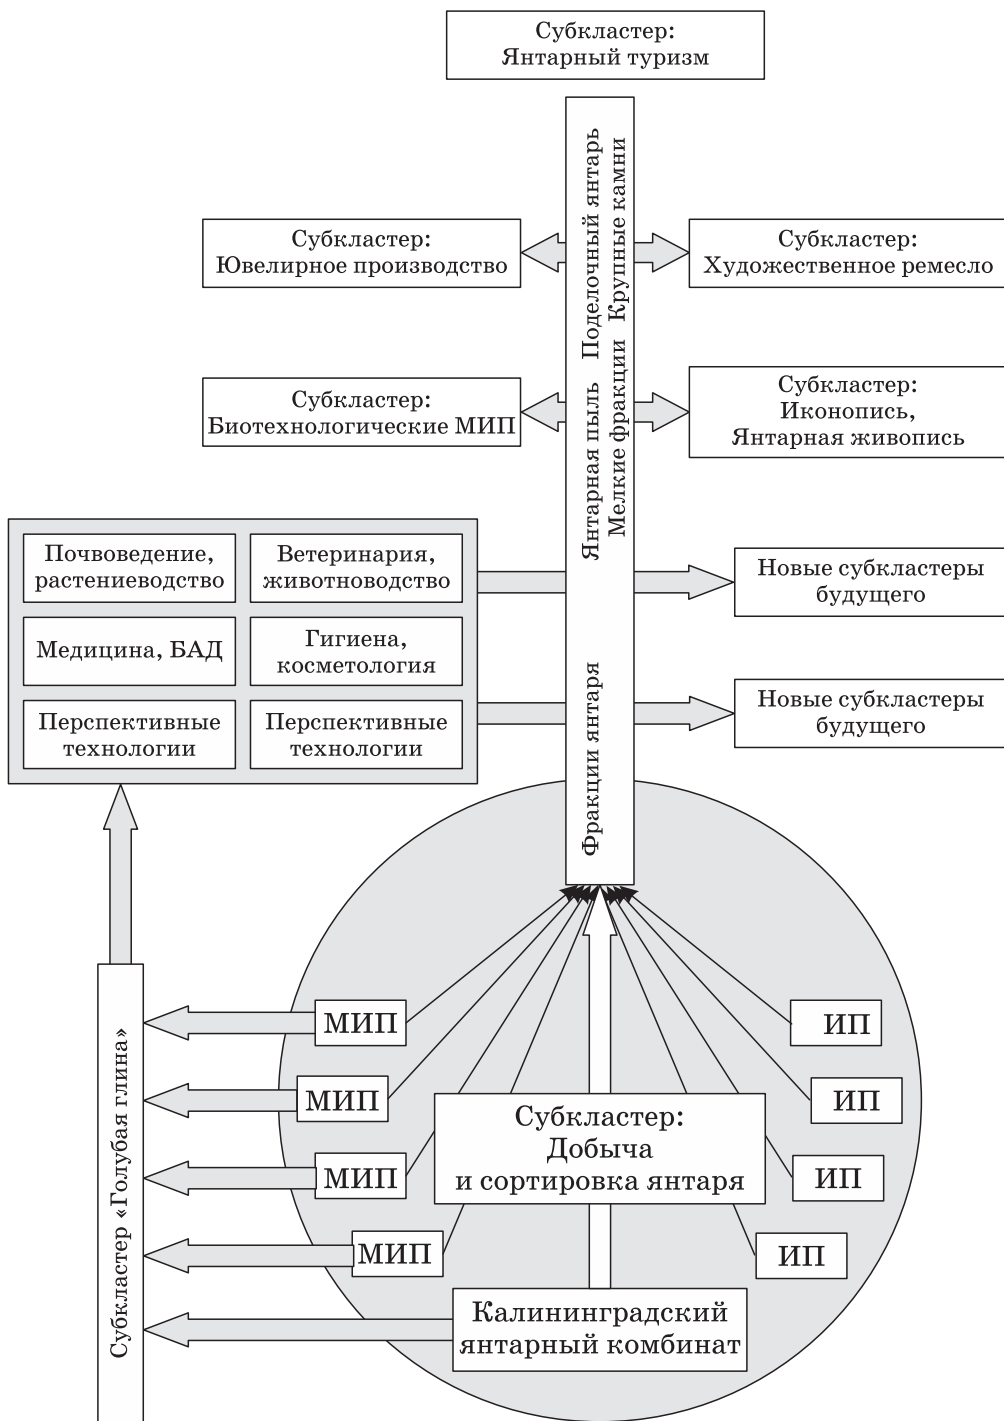 Субкластер:
Янтарный туризм
Поделочный янтарь
Крупные камни
Субкластер:
Ювелирное производство
Субкластер:
Художественное ремесло
Янтарная пыль
Мелкие фракции
Субкластер:
Биотехнологические МИП
Субкластер:
Иконопись,
Янтарная живопись
Почвоведение,
растениеводство
Ветеринария,
животноводство
Новые субкластеры
будущего
Медицина, БАД
Гигиена,
косметология
Перспективные
технологии
Перспективные
технологии
Новые субкластеры
будущего
Фракции янтаря
Субкластер «Голубая глина»
МИП
ИП
МИП
ИП
Субкластер:
Добыча
и сортировка янтаря
МИП
ИП
МИП
ИП
Калининградский
янтарный комбинат